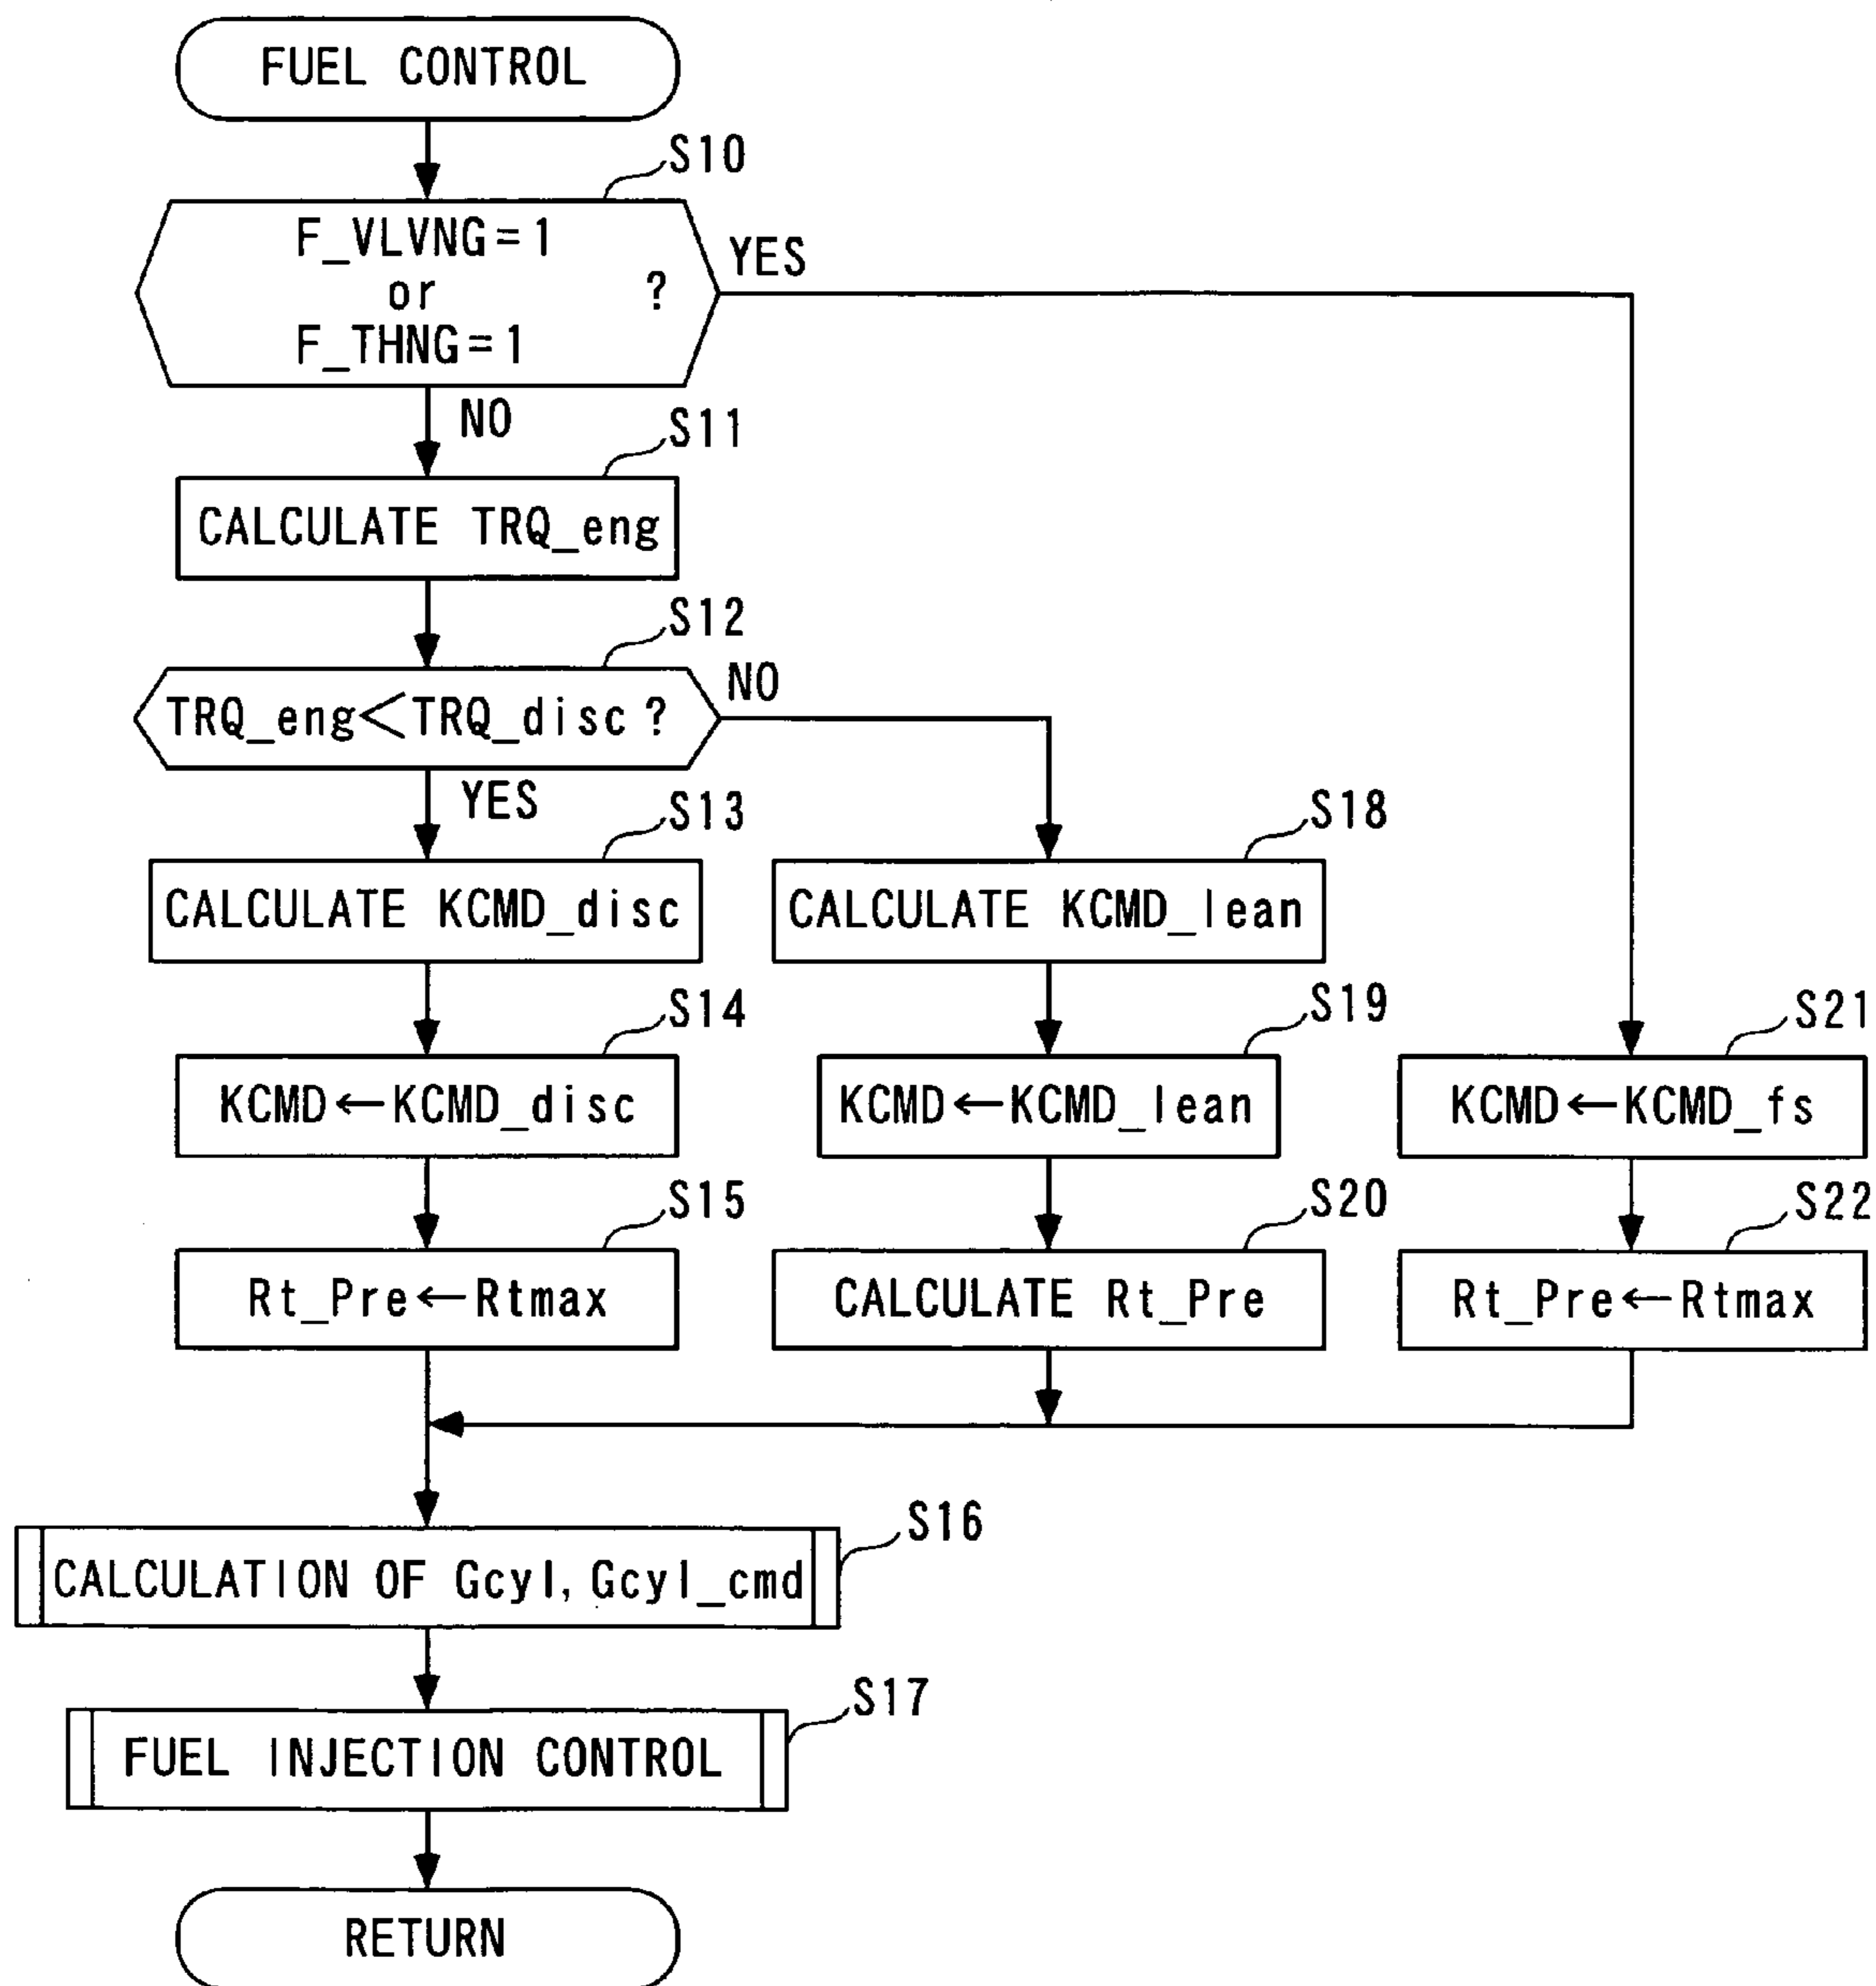 FUEL CONTROL
S10
F_VLVNG=1
or ?
F_THNG=1
YES
NO
S11
CALCULATE TRQ_eng
S12
TRQ_eng<TRQ_disc?
NO
YES
S13
CALCULATE KCMD_disc
S18
CALCULATE KCMD_lean
S14
KCMD←KCMD_disc
S19
KCMD←KCMD_lean
S21
KCMD←KCMD_fs
S15
Rt_Pre←Rtmax
S20
CALCULATE Rt_Pre
S22
Rt_Pre←Rtmax
S16
CALCULATION OF Gcyl, Gcyl_cmd
S17
FUEL INJECTION CONTROL
RETURN